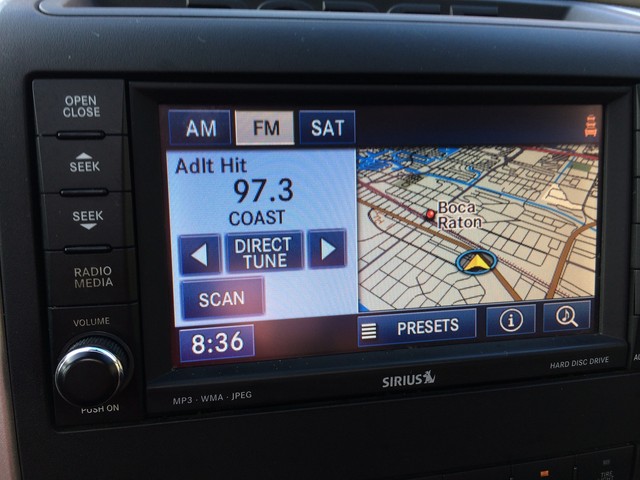 OPEN
CLOSE
SEEK
SEEK
RADIO
MEDIA
VOLUME
PUSH ON
AM FM SAT
Adlt Hit
97.3
COAST
DIRECT
TUNE
SCAN
8:36
Boca
Raton
PRESETS
MP3 - WMA - JPEG
SIRIUS
HARD DISC DRIVE